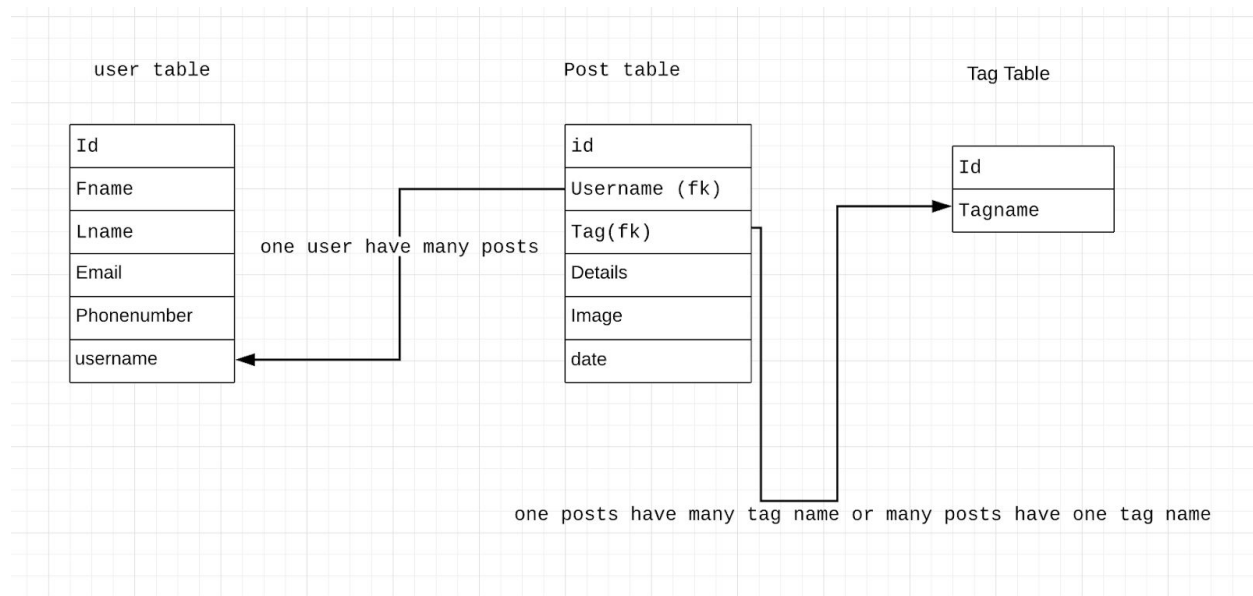 user table
Post table
Tag Table
Id
Fname
Lname
Email
Phonenumber
username
one user have many posts
id
Username (fk)
Tag(fk)
Details
Image
date
Id
Tagname
one posts have many tag name or many posts have one tag name